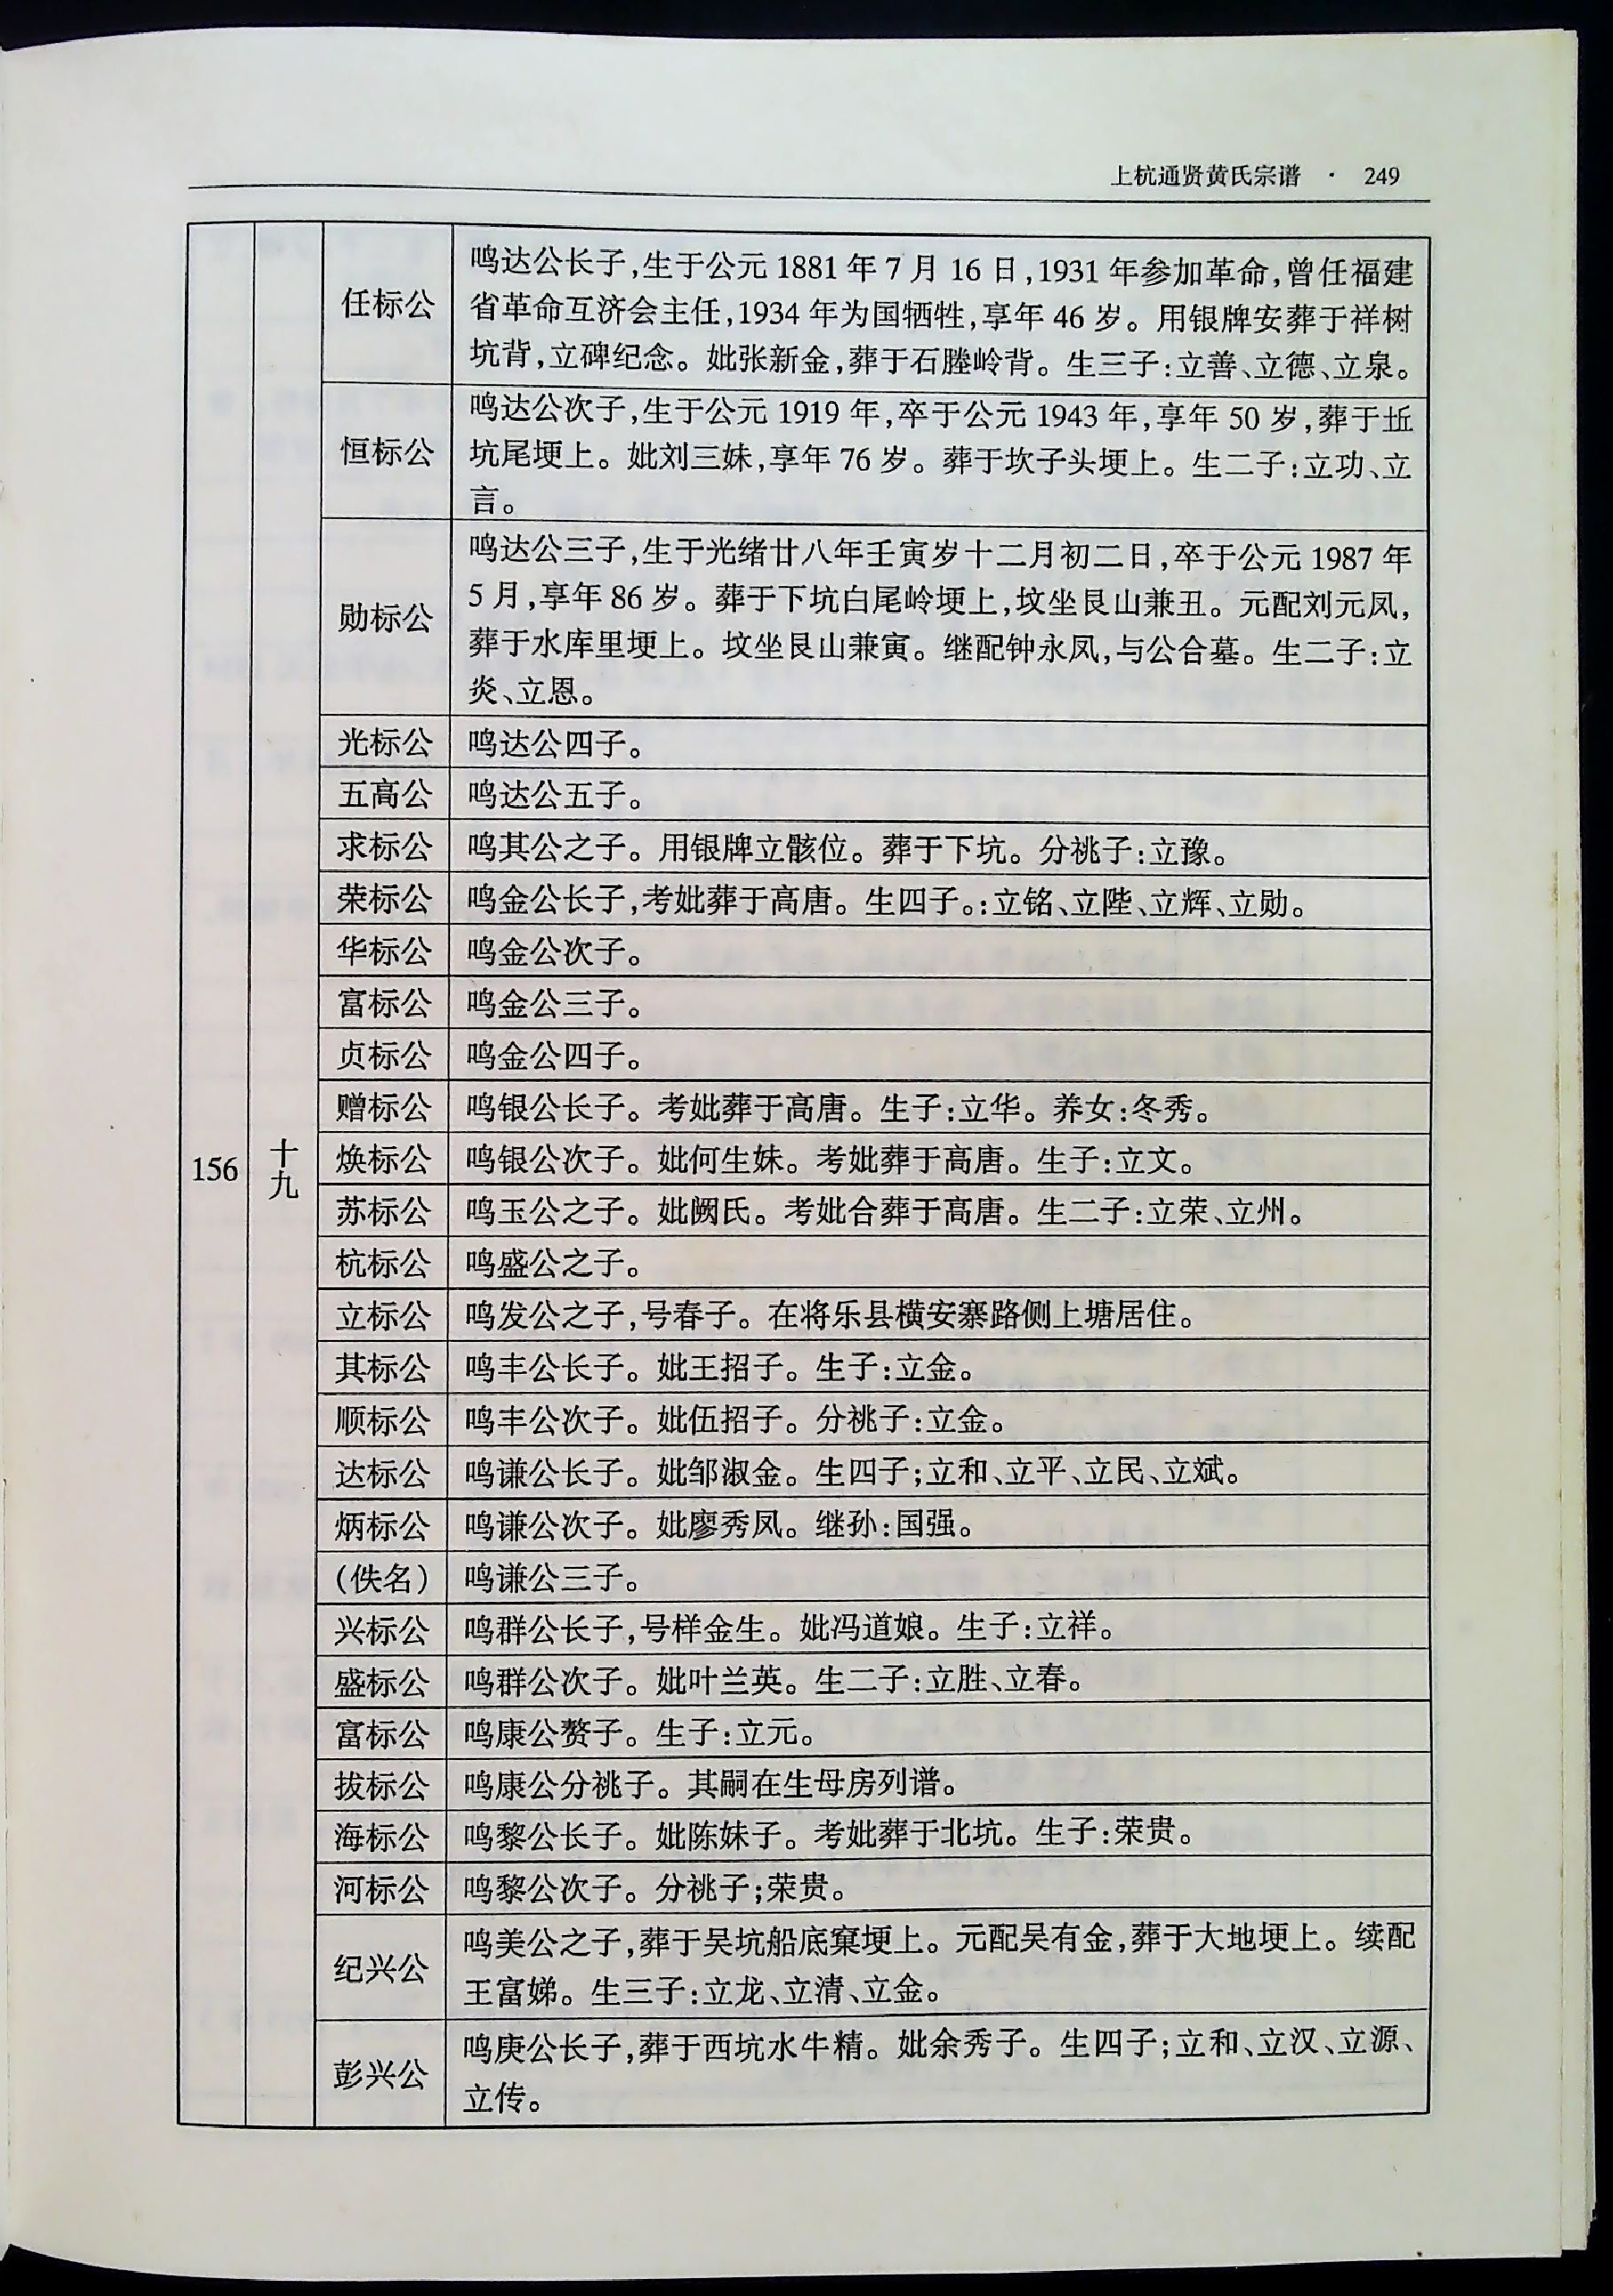 上杭通贤黄氏宗谱 · 249
156
十九
任标公
鸣达公长子,生于公元 1881 年 7 月 16 日,1931 年参加革命,曾任福建
省革命互济会主任,1934 年为国牺牲,享年 46 岁。用银牌安葬于祥树
坑背,立碑纪念。妣张新金,葬于石塍岭背。生三子:立善、立德、立泉。
恒标公
鸣达公次子,生于公元 1919 年,卒于公元 1943 年,享年 50 岁,葬于坵
坑尾埂上。妣刘三妹,享年 76 岁。葬于坎子头埂上。生二子:立功、立
言。
勋标公
鸣达公三子,生于光绪廿八年壬寅岁十二月初二日,卒于公元 1987 年
5 月,享年 86 岁。葬于下坑白尾岭埂上,坟坐艮山兼丑。元配刘元凤,
葬于水库里埂上。坟坐艮山兼寅。继配钟永凤,与公合墓。生二子:立
炎、立恩。
光标公 鸣达公四子。
五高公 鸣达公五子。
求标公 鸣其公之子。用银牌立骸位。葬于下坑。分祧子:立豫。
荣标公 鸣金公长子,考妣葬于高唐。生四子。:立铭、立陛、立辉、立勋。
华标公 鸣金公次子。
富标公 鸣金公三子。
贞标公 鸣金公四子。
赠标公 鸣银公长子。考妣葬于高唐。生子:立华。养女:冬秀。
焕标公 鸣银公次子。妣何生妹。考妣葬于高唐。生子:立文。
苏标公 鸣玉公之子。妣阙氏。考妣合葬于高唐。生二子:立荣、立州。
杭标公 鸣盛公之子。
立标公 鸣发公之子,号春子。在将乐县横安寨路侧上塘居住。
其标公 鸣丰公长子。妣王招子。生子:立金。
顺标公 鸣丰公次子。妣伍招子。分祧子:立金。
达标公 鸣谦公长子。妣邹淑金。生四子;立和、立平、立民、立斌。
炳标公 鸣谦公次子。妣廖秀凤。继孙:国强。
(佚名) 鸣谦公三子。
兴标公 鸣群公长子,号样金生。妣冯道娘。生子:立祥。
盛标公 鸣群公次子。妣叶兰英。生二子:立胜、立春。
富标公 鸣康公赘子。生子:立元。
拔标公 鸣康公分祧子。其嗣在生母房列谱。
海标公 鸣黎公长子。妣陈妹子。考妣葬于北坑。生子:荣贵。
河标公 鸣黎公次子。分祧子;荣贵。
纪兴公
鸣美公之子,葬于吴坑船底窠埂上。元配吴有金,葬于大地埂上。续配
王富娣。生三子:立龙、立清、立金。
彭兴公
鸣庚公长子,葬于西坑水牛精。妣余秀子。生四子;立和、立汉、立源、
立传。